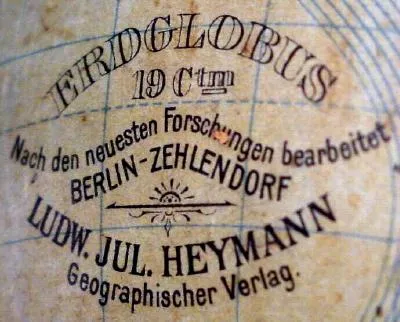 ERDGLOBUS
19 Ctm
Nach den neuesten Forschungen bearbeitet
BERLIN-ZEHLENDORF
LUDW. JUL. HEYMANN
Geographischer Verlag.